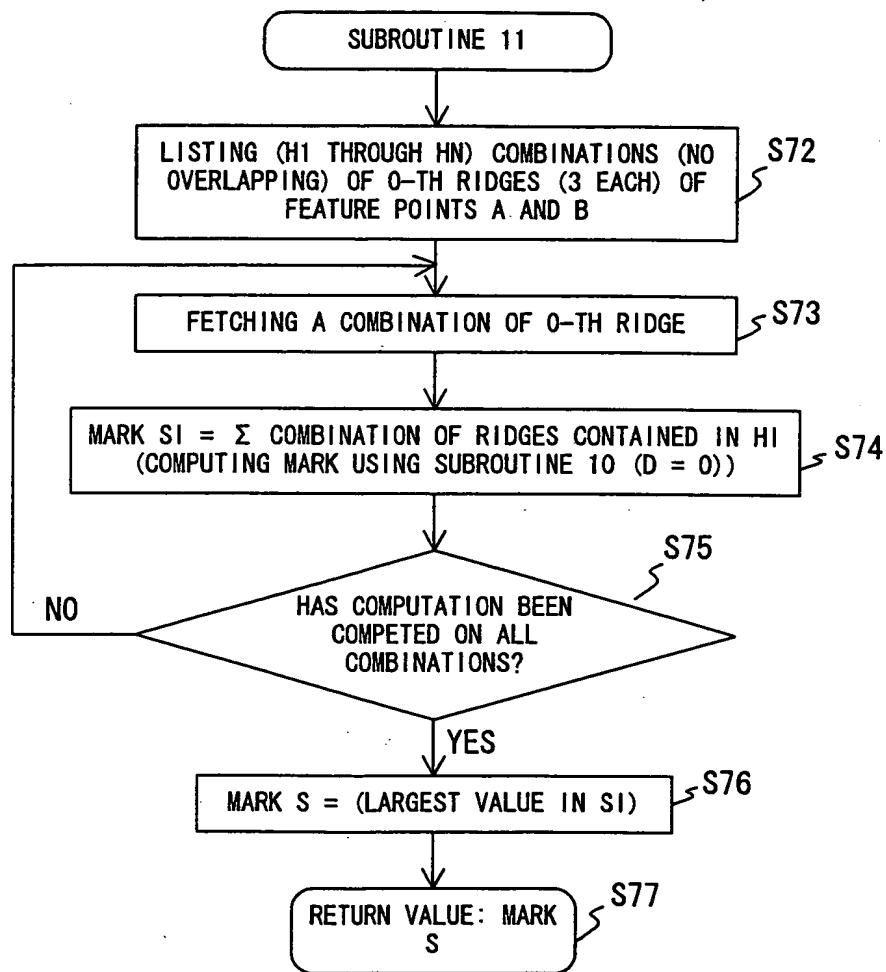 SUBROUTINE 11
LISTING (H1 THROUGH HN) COMBINATIONS (NO
OVERLAPPING) OF 0-TH RIDGES (3 EACH) OF
FEATURE POINTS A AND B
S72
FETCHING A COMBINATION OF 0-TH RIDGE
S73
MARK SI = Σ COMBINATION OF RIDGES CONTAINED IN HI
(COMPUTING MARK USING SUBROUTINE 10 (D = 0))
S74
S75
HAS COMPUTATION BEEN
COMPETED ON ALL
COMBINATIONS?
NO
YES
MARK S = (LARGEST VALUE IN SI)
S76
RETURN VALUE: MARK
S
S77